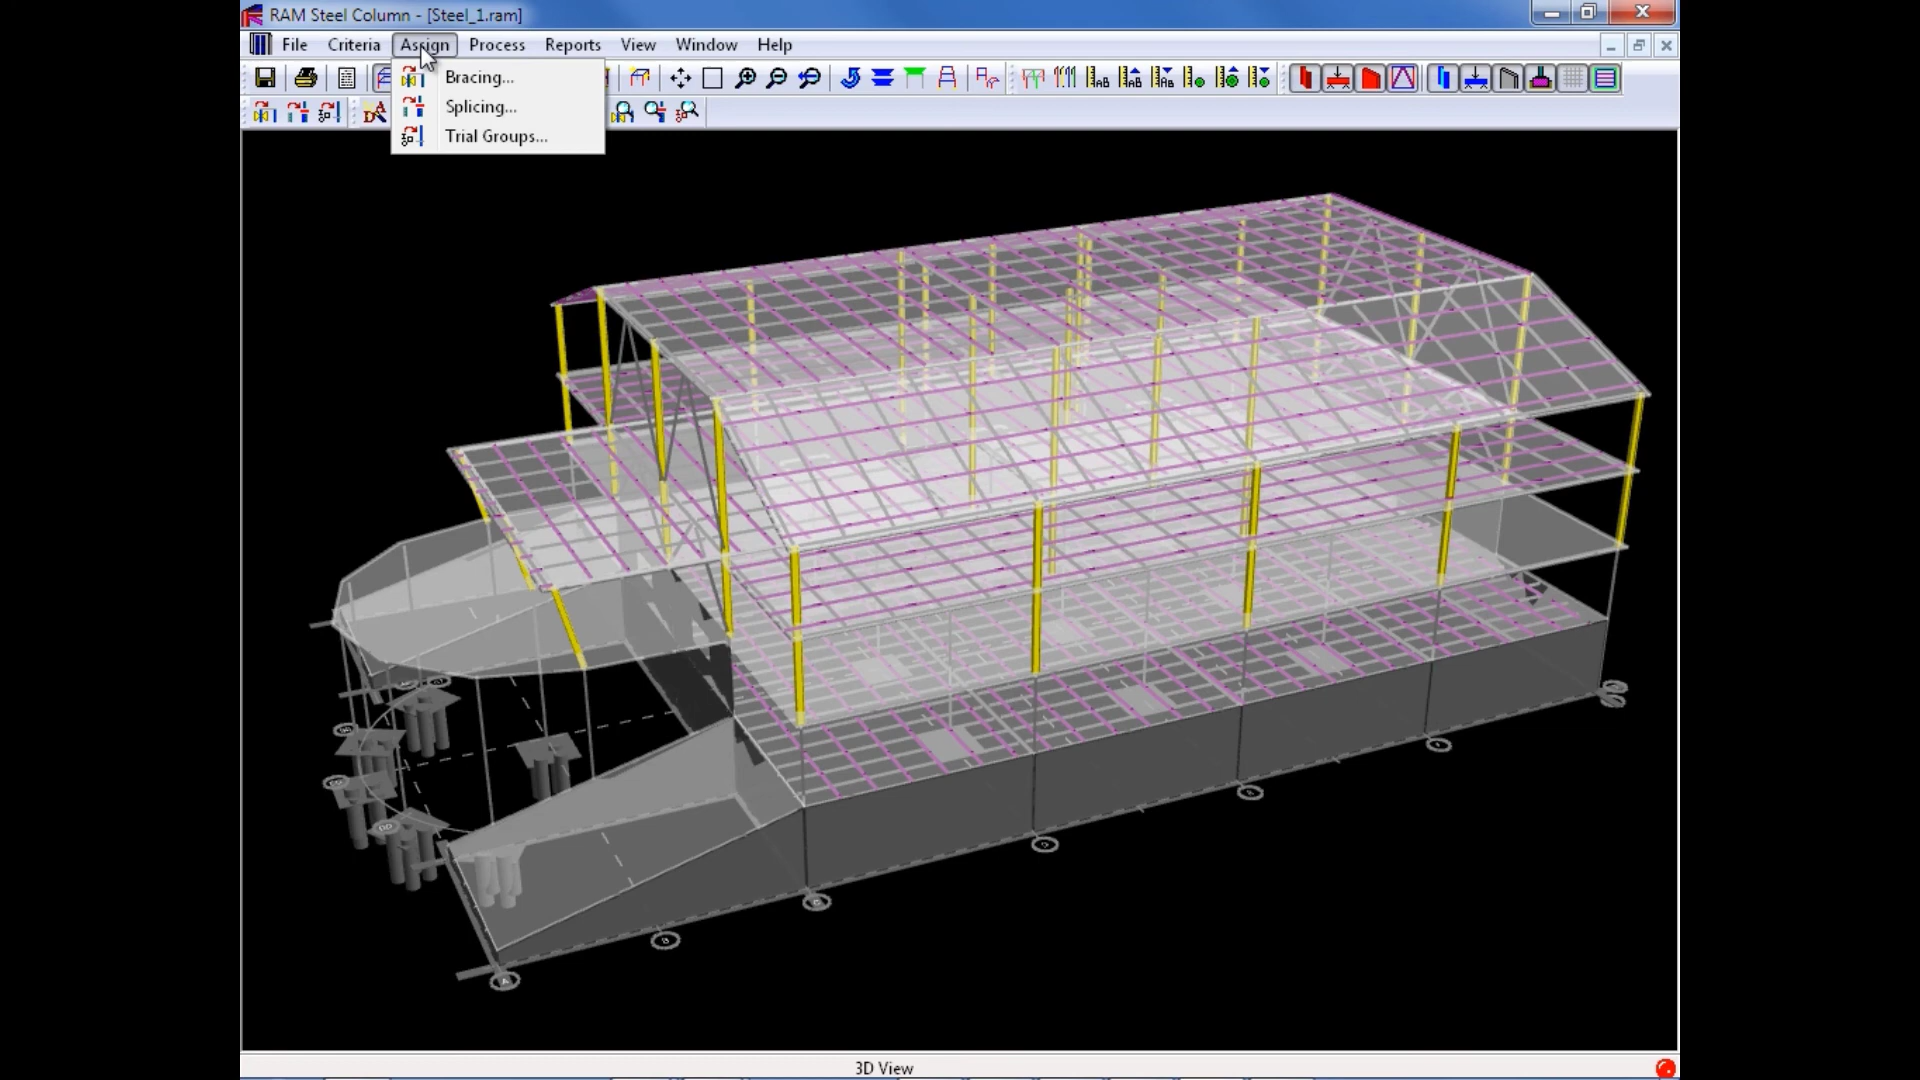 RAM Steel Column - [Steel_1.ram]
File Criteria Assign Process Reports View Window Help
Bracing...
Splicing...
Trial Groups...
3D View